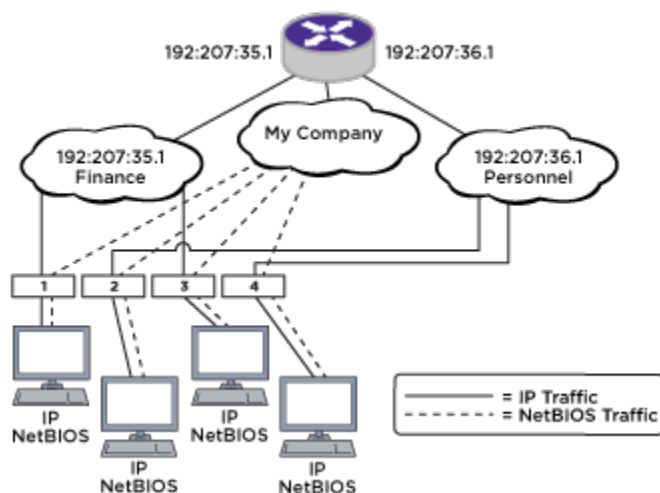 192:207:35.1
192:207:36.1
My Company
192:207:35.1
Finance
192:207:36.1
Personnel
1
2
3
4
IP
NetBIOS
IP
NetBIOS
IP
NetBIOS
IP
NetBIOS
= IP Traffic
= NetBIOS Traffic